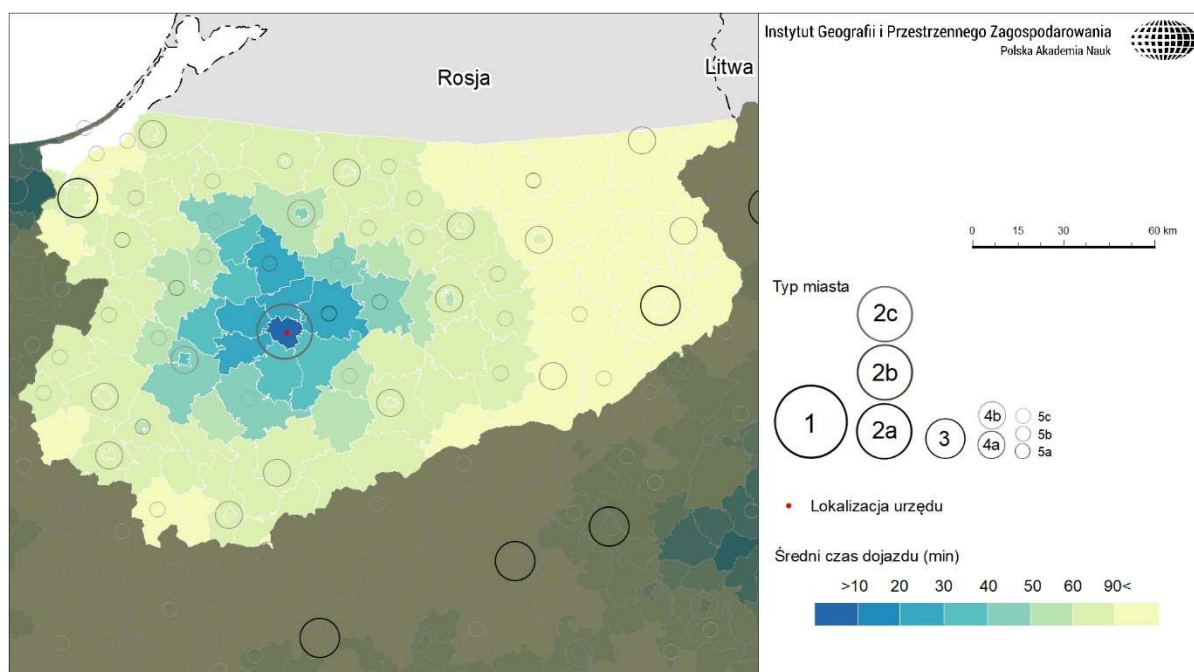 Rosja
Litwa
Instytut Geografii i Przestrzennego Zagospodarowania
Polska Akademia Nauk
0 15 30 60 km
Typ miasta
2c
2b
1
2a
3
4b
4a
5c
5b
5a
Lokalizacja urzędu
Średni czas dojazdu (min)
>10 20 30 40 50 60 90<